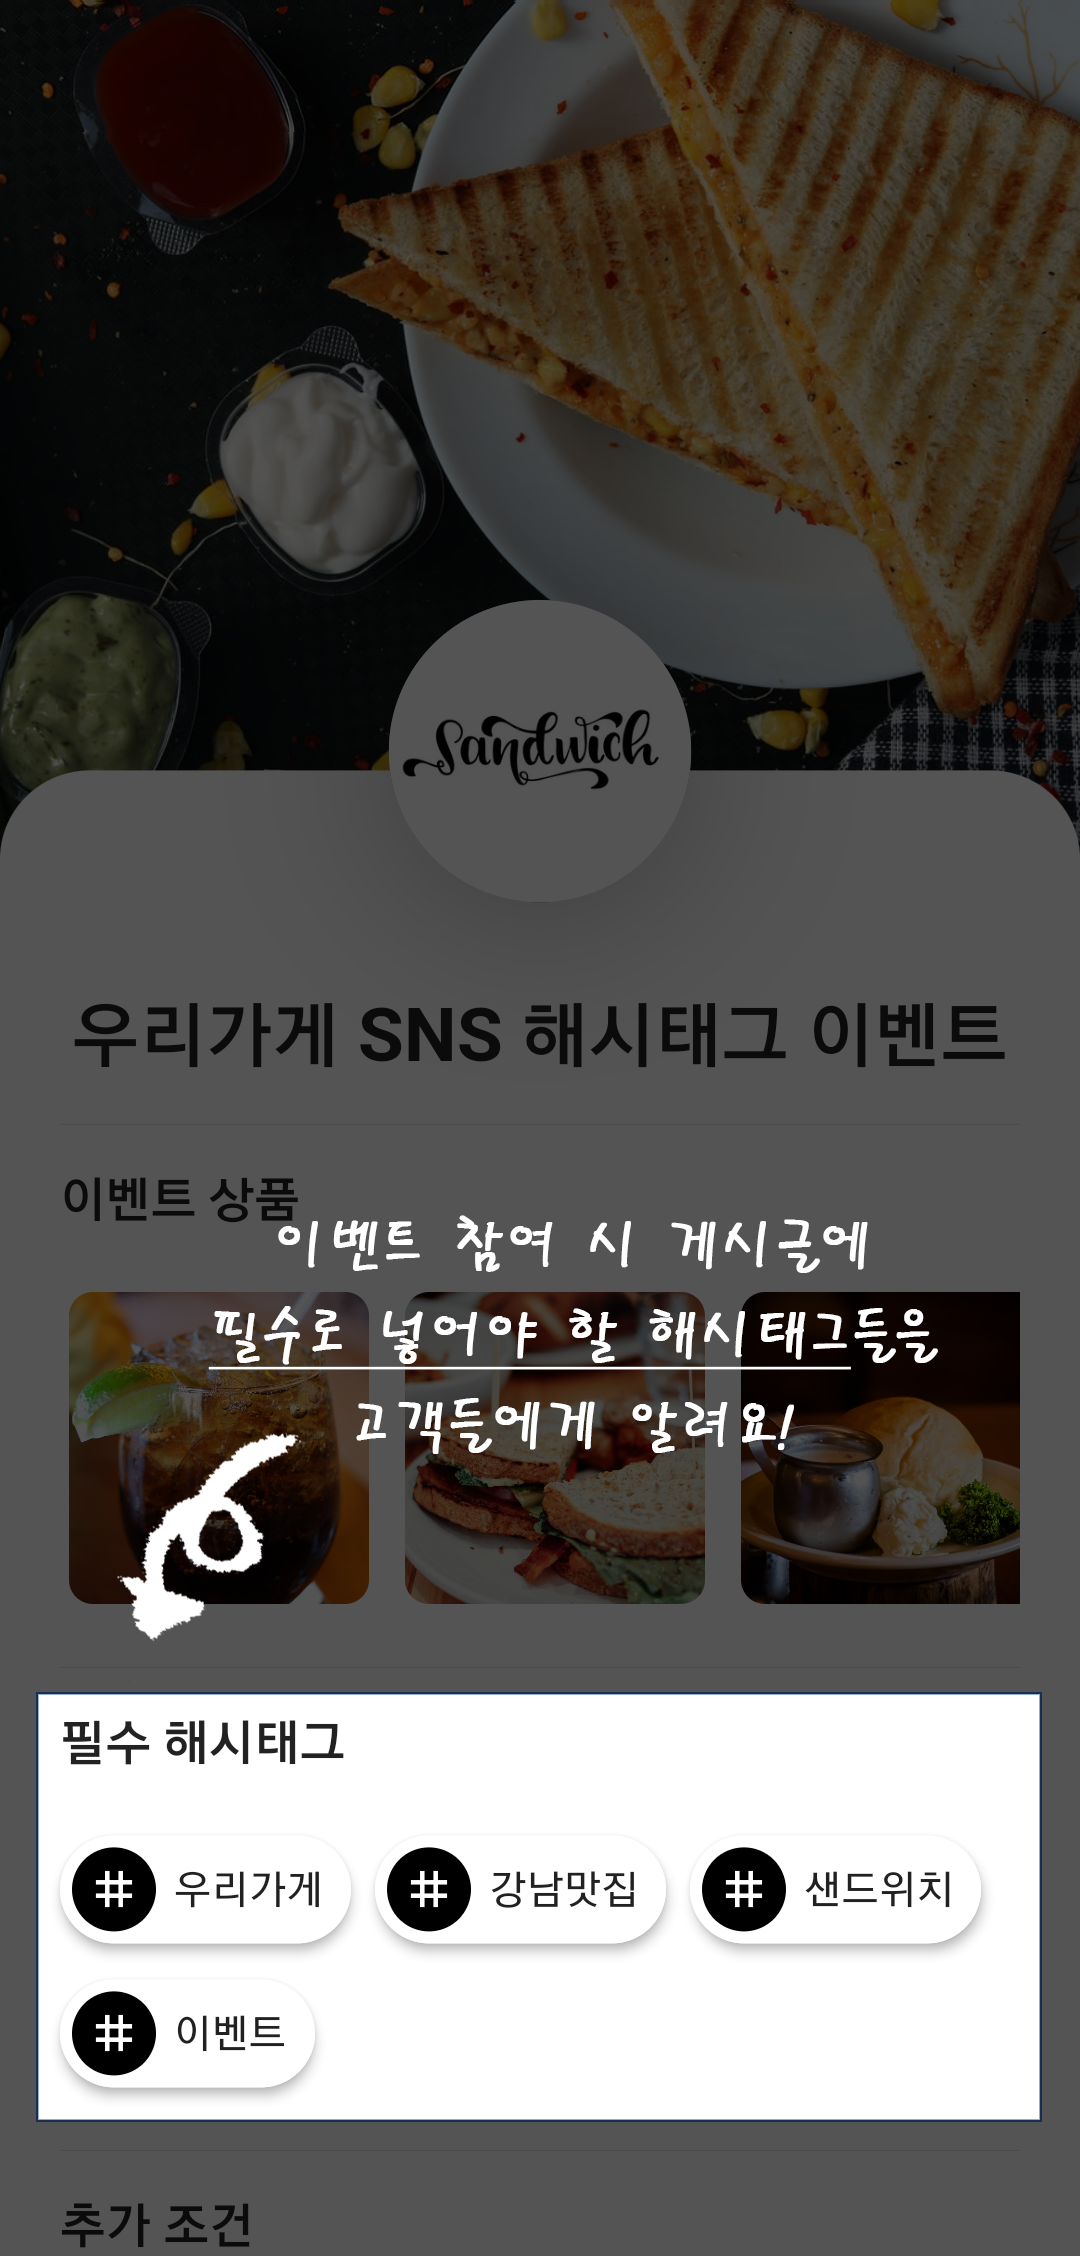 Sandwich
우리가게 SNS 해시태그 이벤트
이벤트 상품
이벤트 참여 시 게시글에
필수로 넣어야 할 해시태그들을
고객들에게 알려요!
필수 해시태그
# 우리가게 # 강남맛집 # 샌드위치
# 이벤트
추가 조건